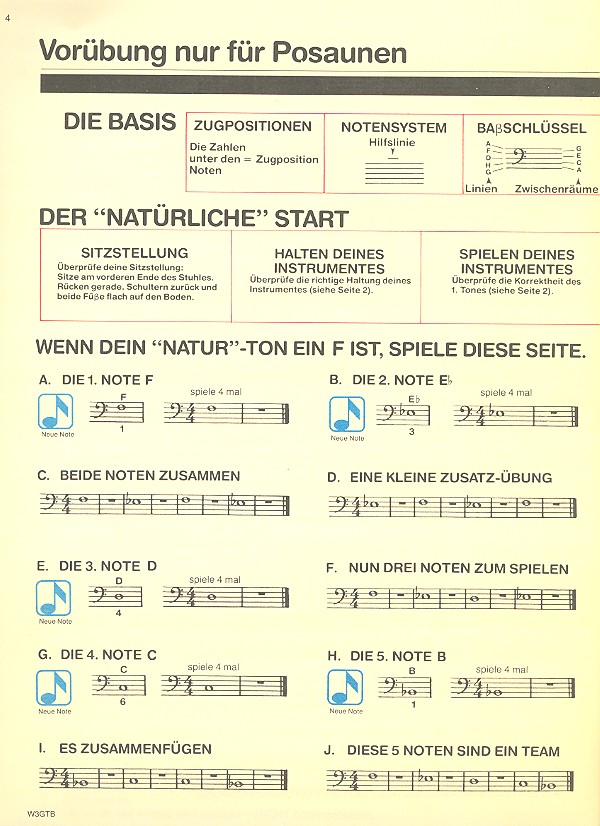 4
Vorübung nur für Posaunen
DIE BASIS
ZUGPOSITIONEN
Die Zahlen
unter den = Zugposition
Noten
NOTENSYSTEM
Hilfslinie
BAβSCHLÜSSEL
A
F
D
H
G
G
E
C
A
Linien Zwischenräume
DER “NATÜRLICHE” START
SITZSTELLUNG
Überprüfe deine Sitzstellung:
Sitze am vorderen Ende des Stuhles.
Rücken gerade. Schultern zurück und
beide Füβe flach auf den Boden.
HALTEN DEINES
INSTRUMENTES
Überprüfe die richtige Haltung deines
Instrumentes (siehe Seite 2).
SPIELEN DEINES
INSTRUMENTES
Überprüfe die Korrektheit des
1. Tones (siehe Seite 2).
WENN DEIN “NATUR”-TON EIN F IST, SPIELE DIESE SEITE.
A. DIE 1. NOTE F
F
spiele 4 mal
Neue Note
1
B. DIE 2. NOTE E♭
E♭
spiele 4 mal
Neue Note
3
C. BEIDE NOTEN ZUSAMMEN
D. EINE KLEINE ZUSATZ-ÜBUNG
E. DIE 3. NOTE D
D
spiele 4 mal
Neue Note
4
F. NUN DREI NOTEN ZUM SPIELEN
G. DIE 4. NOTE C
C
spiele 4 mal
Neue Note
6
H. DIE 5. NOTE B
B
spiele 4 mal
Neue Note
1
I. ES ZUSAMMENFÜGEN
J. DIESE 5 NOTEN SIND EIN TEAM
W3GTB